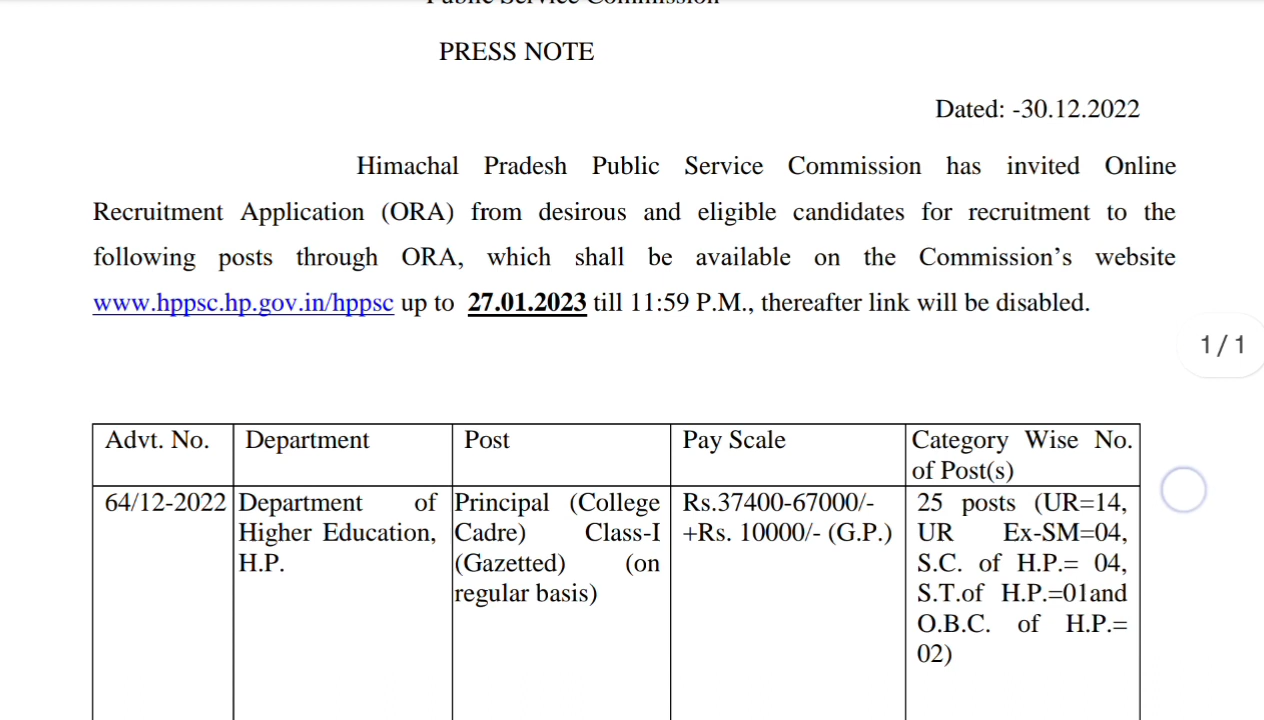 Public Service Commission
PRESS NOTE
Dated: -30.12.2022
Himachal Pradesh Public Service Commission has invited Online
Recruitment Application (ORA) from desirous and eligible candidates for recruitment to the
following posts through ORA, which shall be available on the Commission’s website
www.hppsc.hp.gov.in/hppsc up to 27.01.2023 till 11:59 P.M., thereafter link will be disabled.
1 / 1
Advt. No.
Department
Post
Pay Scale
Category Wise No.
of Post(s)
64/12-2022
Department of
Higher Education,
H.P.
Principal (College
Cadre) Class-I
(Gazetted) (on
regular basis)
Rs.37400-67000/-
+Rs. 10000/- (G.P.)
25 posts (UR=14,
UR Ex-SM=04,
S.C. of H.P.= 04,
S.T.of H.P.=01and
O.B.C. of H.P.=
02)